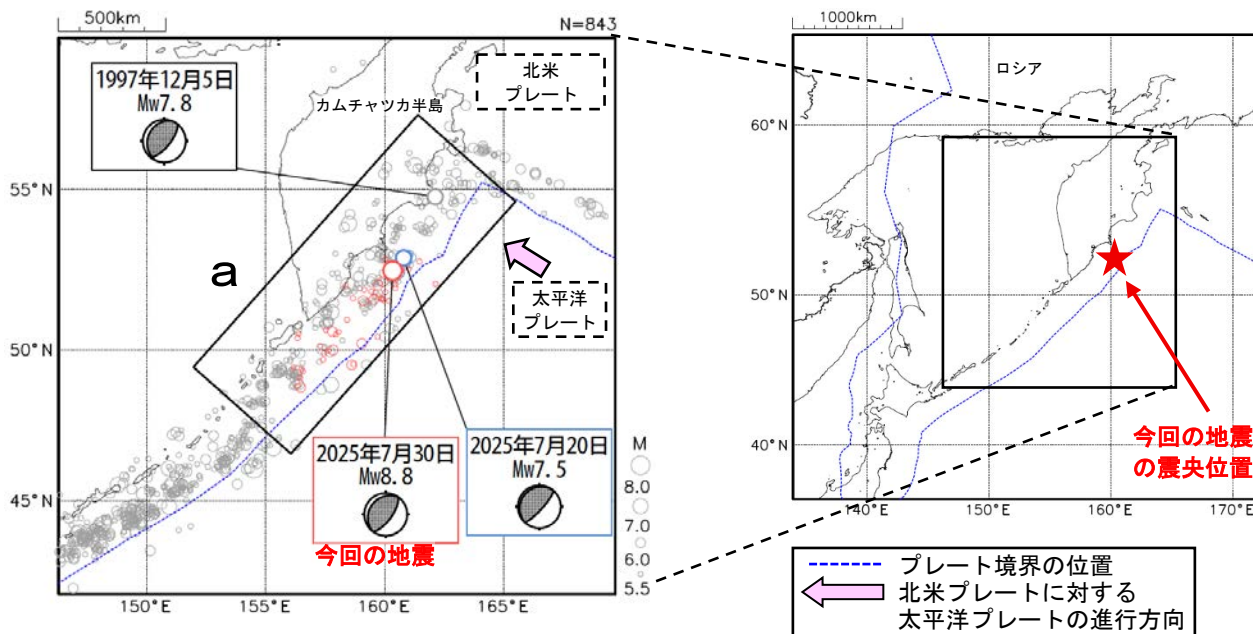 500km
N=843
1997年12月5日
Mw7.8
北米
プレート
カムチャツカ半島
55°N
a
太平洋
プレート
50°N
2025年7月30日
Mw8.8
今回の地震
2025年7月20日
Mw7.5
M
8.0
7.0
6.0
5.5
45°N
150°E
155°E
160°E
165°E
1000km
ロシア
60°N
50°N
40°N
今回の地震
の震央位置
140°E
150°E
160°E
170°E
プレート境界の位置
北米プレートに対する
太平洋プレートの進行方向